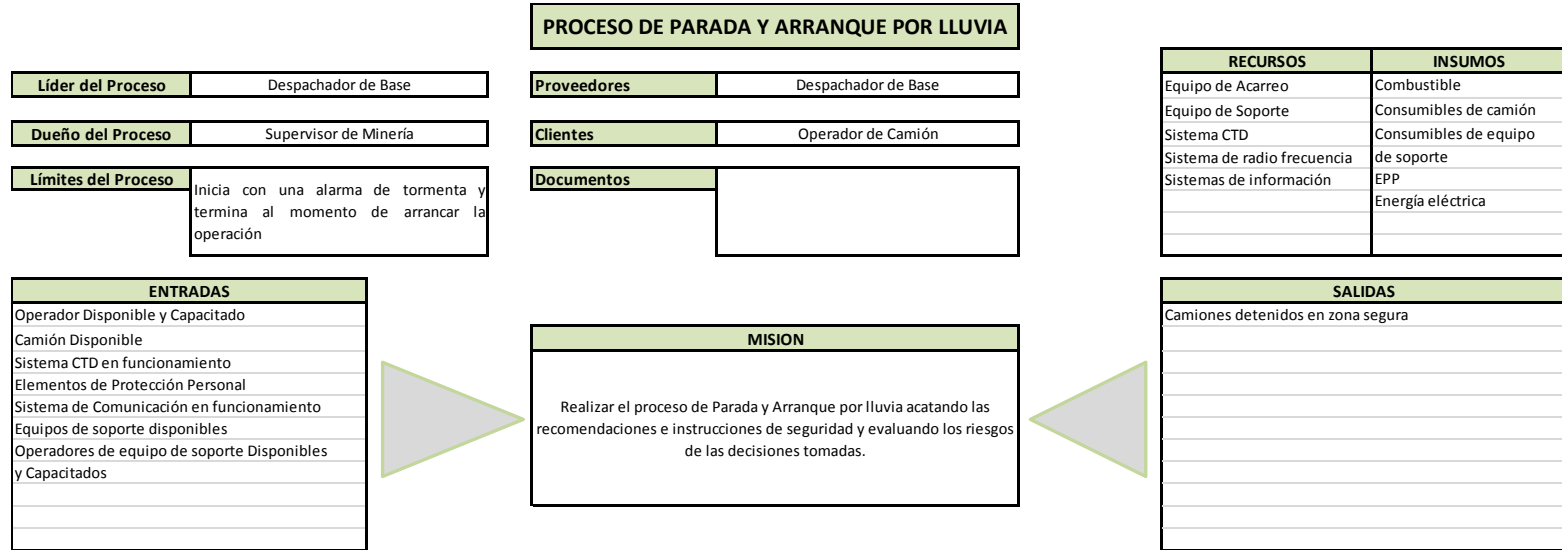 PROCESO DE PARADA Y ARRANQUE POR LLUVIA
Líder del Proceso
Despachador de Base
Dueño del Proceso
Supervisor de Minería
Límites del Proceso
Inicia con una alarma de tormenta y
termina al momento de arrancar la
operación
Proveedores
Despachador de Base
Clientes
Operador de Camión
Documentos
RECURSOS
Equipo de Acarreo
Equipo de Soporte
Sistema CTD
Sistema de radio frecuencia
Sistemas de información
INSUMOS
Combustible
Consumibles de camión
Consumibles de equipo
de soporte
EPP
Energía eléctrica
ENTRADAS
Operador Disponible y Capacitado
Camión Disponible
Sistema CTD en funcionamiento
Elementos de Protección Personal
Sistema de Comunicación en funcionamiento
Equipos de soporte disponibles
Operadores de equipo de soporte Disponibles
y Capacitados
MISION
Realizar el proceso de Parada y Arranque por lluvia acatando las
recomendaciones e instrucciones de seguridad y evaluando los riesgos
de las decisiones tomadas.
SALIDAS
Camiones detenidos en zona segura